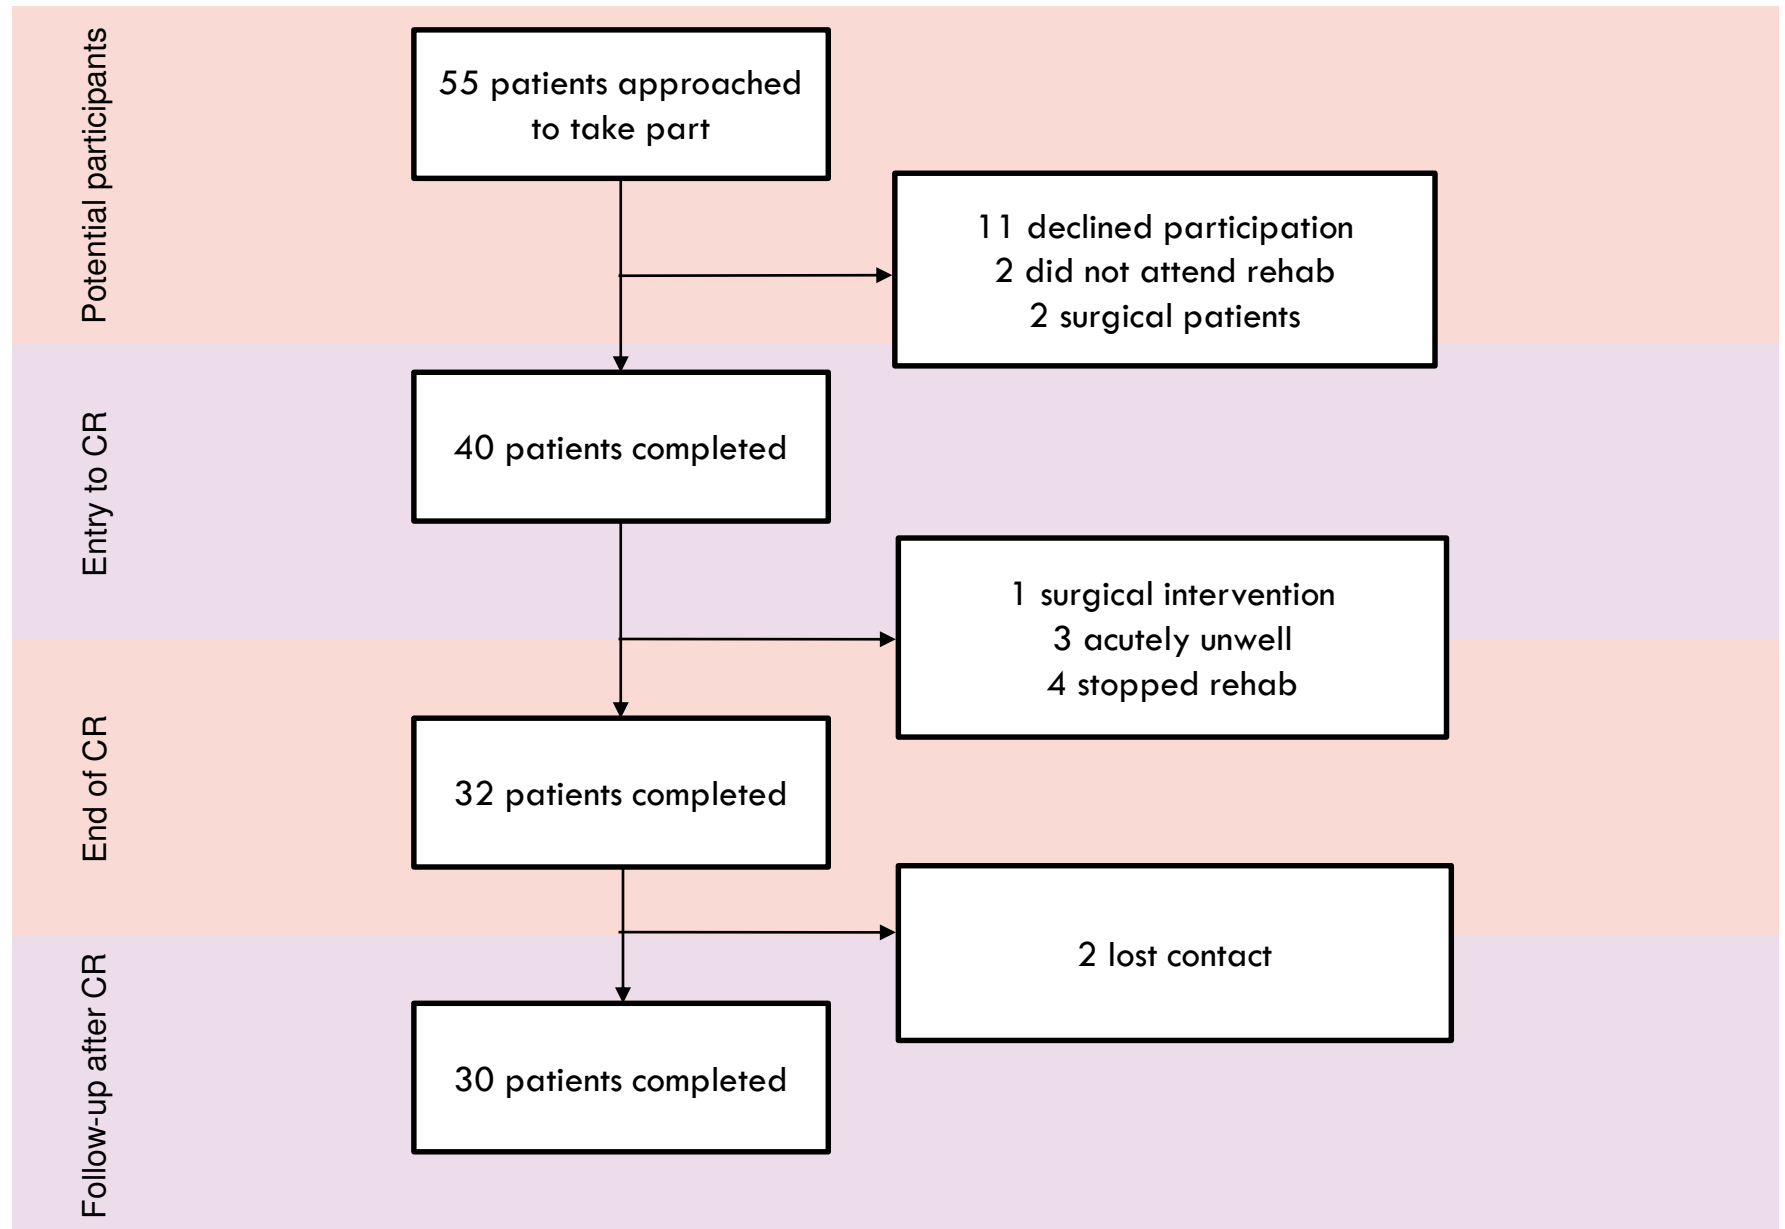 Potential participants
55 patients approached
to take part
11 declined participation
2 did not attend rehab
2 surgical patients
Entry to CR
40 patients completed
1 surgical intervention
3 acutely unwell
4 stopped rehab
End of CR
32 patients completed
2 lost contact
Follow-up after CR
30 patients completed